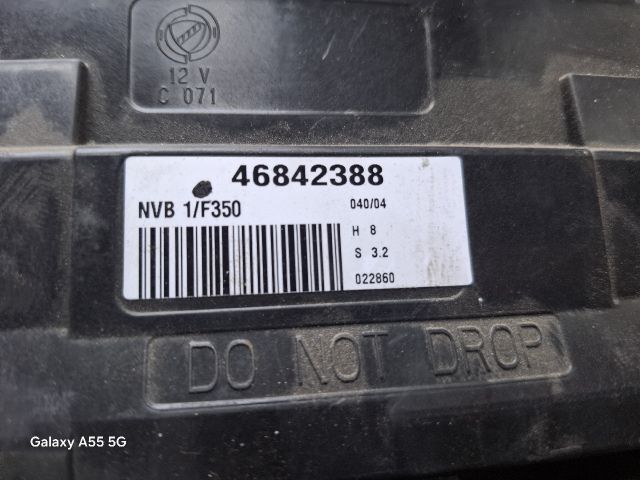 12 V
C 071
46842388
NVB 1/F350
040/04
H 8
S 3.2
022860
DO NOT DROP
Galaxy A55 5G